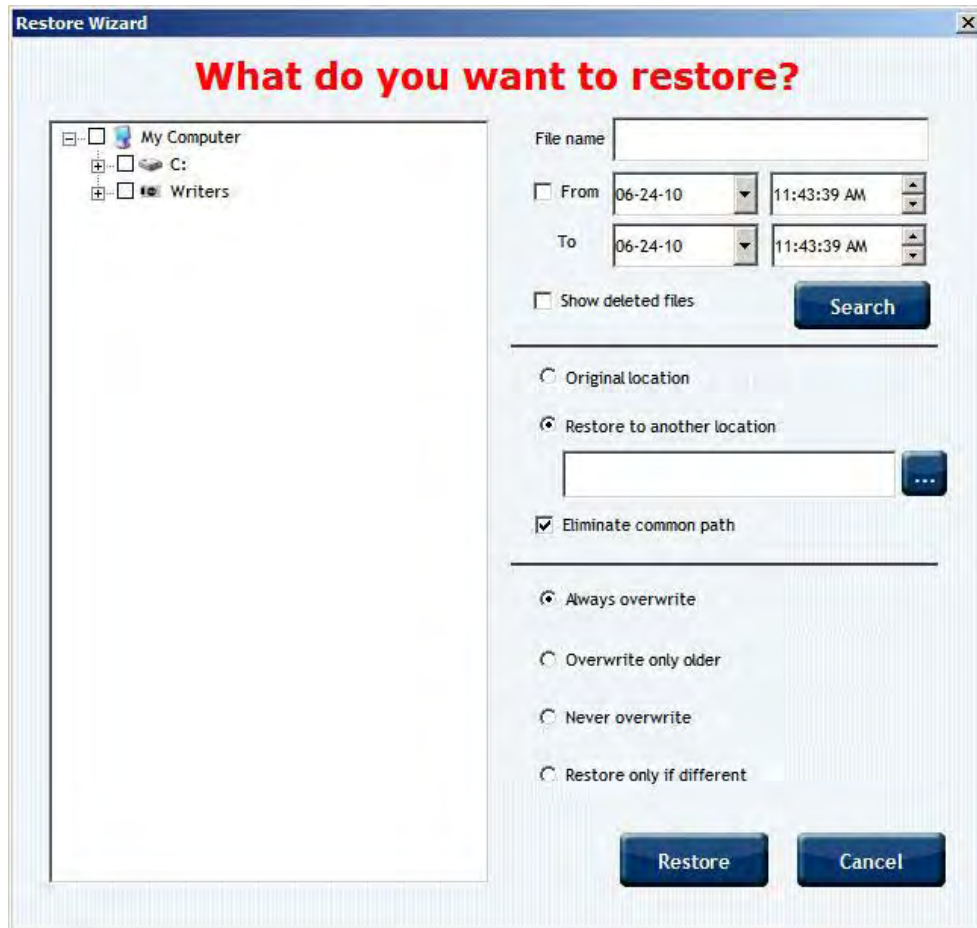 Restore Wizard
What do you want to restore?
My Computer
C:
Writers
File name
From 06-24-10 11:43:39 AM
To 06-24-10 11:43:39 AM
Show deleted files Search
Original location
Restore to another location
...
Eliminate common path
Always overwrite
Overwrite only older
Never overwrite
Restore only if different
Restore Cancel